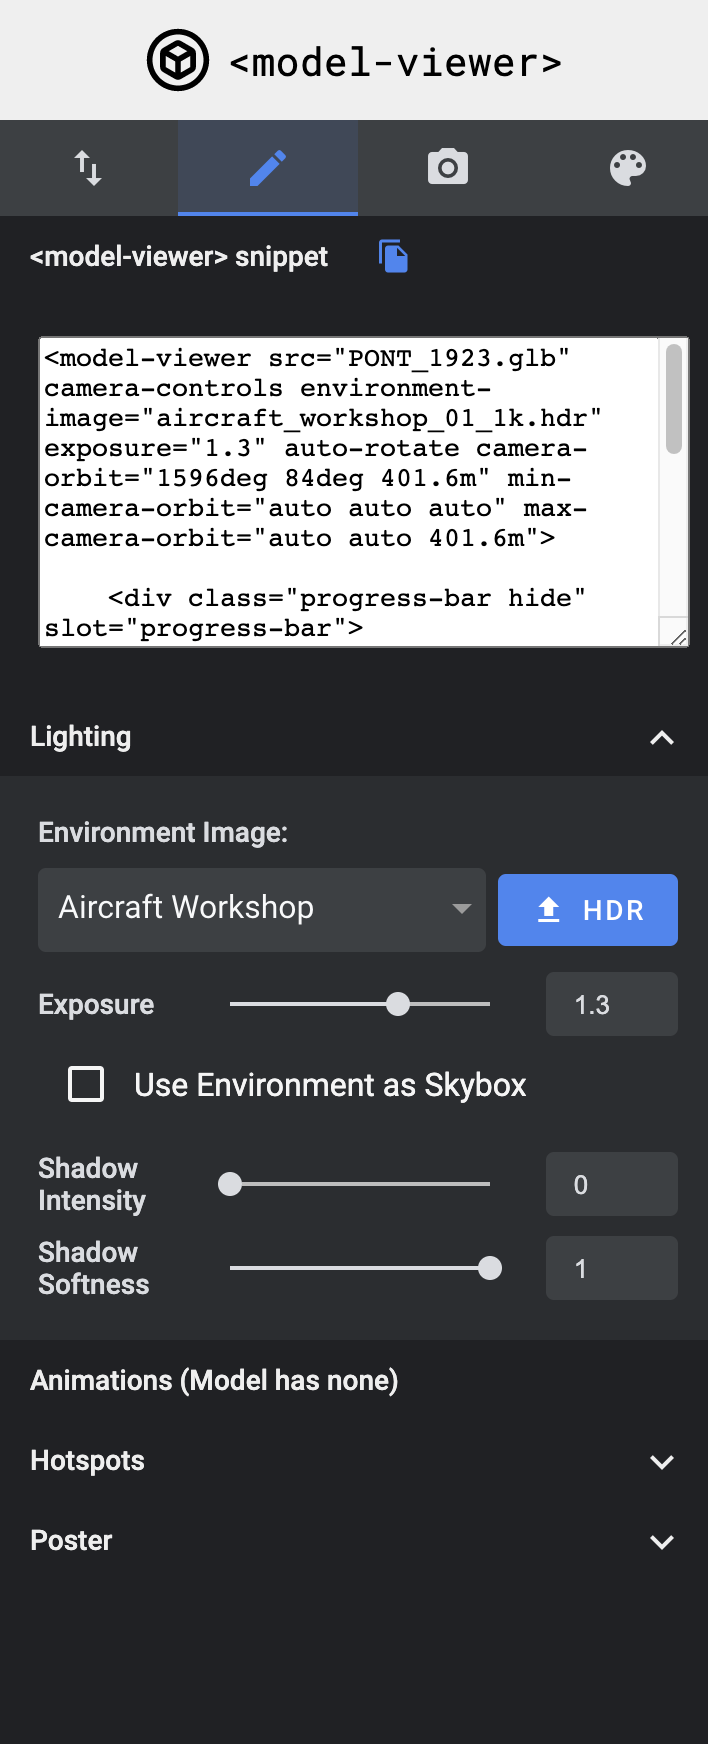 <model-viewer>
<model-viewer> snippet
<model-viewer src="PONT_1923.glb"
camera-controls environment-
image="aircraft_workshop_01_1k.hdr"
exposure="1.3" auto-rotate camera-
orbit="1596deg 84deg 401.6m" min-
camera-orbit="auto auto auto" max-
camera-orbit="auto auto 401.6m">
<div class="progress-bar hide"
slot="progress-bar">
Lighting
Environment Image:
Aircraft Workshop
HDR
Exposure
1.3
Use Environment as Skybox
Shadow
Intensity
0
Shadow
Softness
1
Animations (Model has none)
Hotspots
Poster